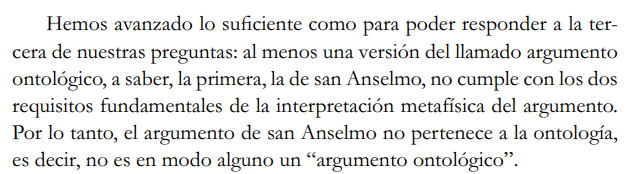 Hemos avanzado lo suficiente como para poder responder a la ter-
cera de nuestras preguntas: al menos una versión del llamado argumento
ontológico, a saber, la primera, la de san Anselmo, no cumple con los dos
requisitos fundamentales de la interpretación metafísica del argumento.
Por lo tanto, el argumento de san Anselmo no pertenece a la ontología,
es decir, no es en modo alguno un “argumento ontológico”.